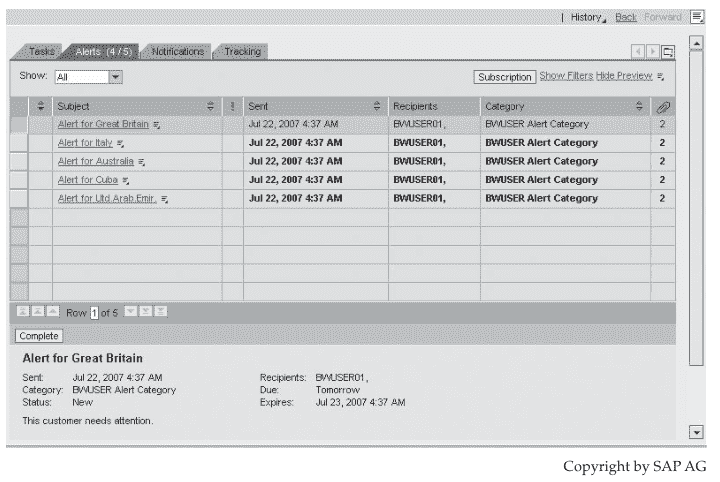 History Back Forward
Tasks Alerts (4 / 5) Notifications Tracking
Show: All Subscription Show Filters Hide Preview
Subject ! Sent Recipients Category
Alert for Great Britain Jul 22, 2007 4:37 AM BWUSER01, BWUSER Alert Category 2
Alert for Italy Jul 22, 2007 4:37 AM BWUSER01, BWUSER Alert Category 2
Alert for Australia Jul 22, 2007 4:37 AM BWUSER01, BWUSER Alert Category 2
Alert for Cuba Jul 22, 2007 4:37 AM BWUSER01, BWUSER Alert Category 2
Alert for Utd.Arab.Emir. Jul 22, 2007 4:37 AM BWUSER01, BWUSER Alert Category 2
Row 1 of 5
Complete
Alert for Great Britain
Sent: Jul 22, 2007 4:37 AM Recipients: BWUSER01,
Category: BWUSER Alert Category Due: Tomorrow
Status: New Expires: Jul 23, 2007 4:37 AM
This customer needs attention.
Copyright by SAP AG